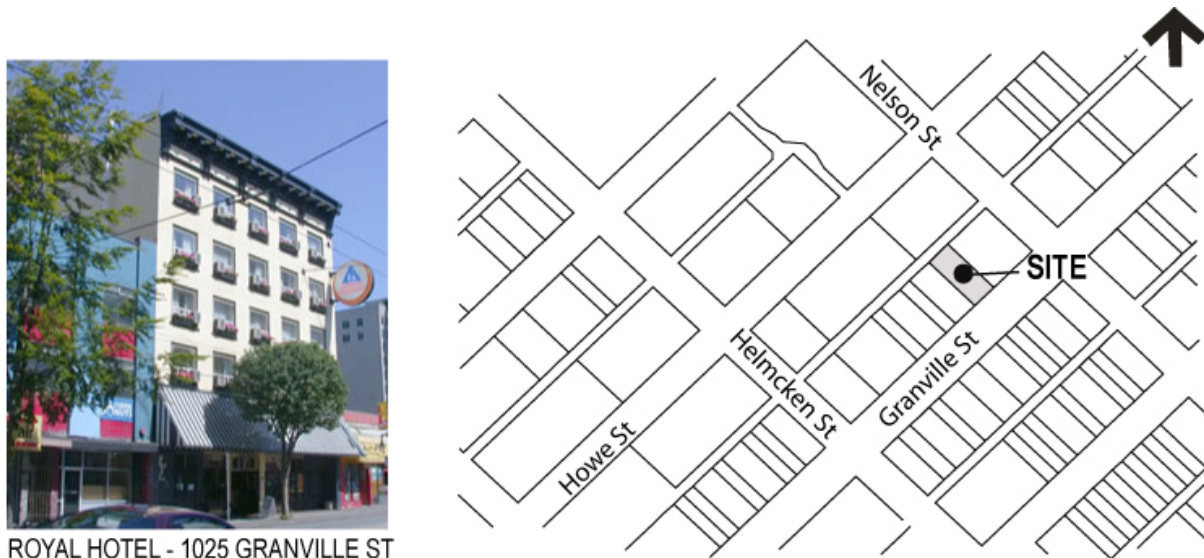 ROYAL HOTEL - 1025 GRANVILLE ST
Nelson St
SITE
Granville St
Helmcken St
Howe St